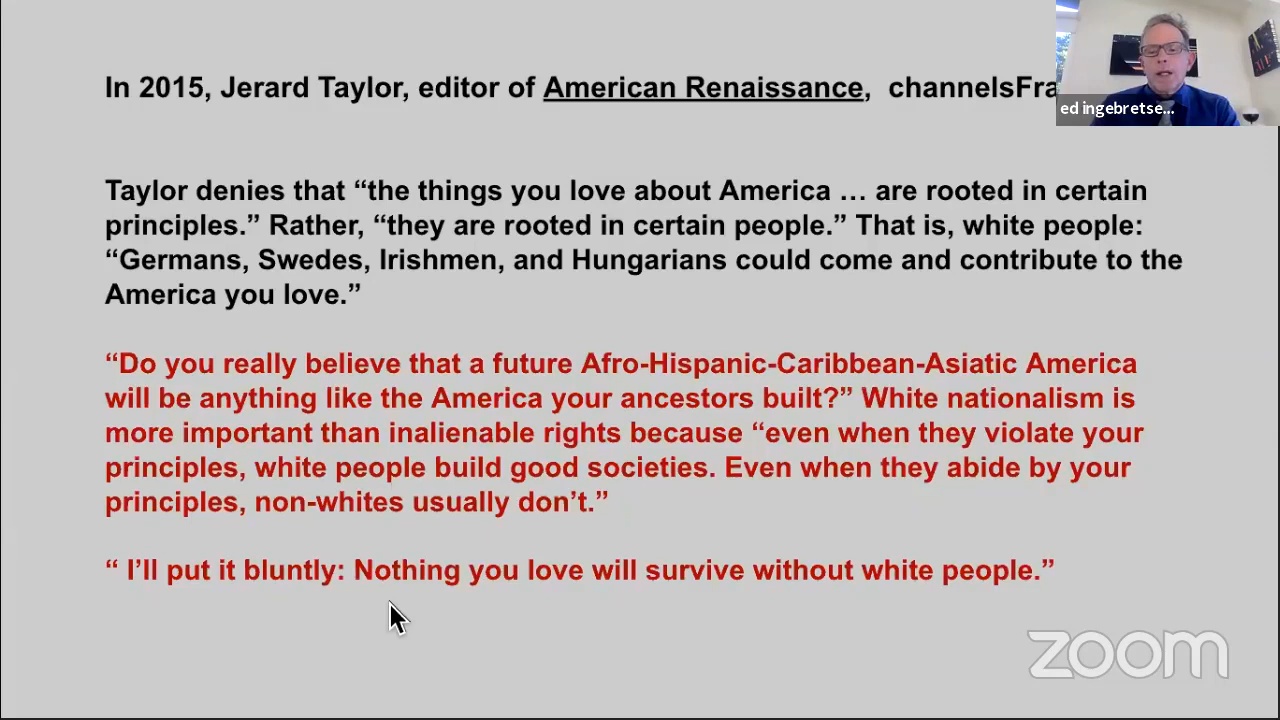 In 2015, Jerard Taylor, editor of American Renaissance, channelsFra
ed ingebretse...
Taylor denies that “the things you love about America … are rooted in certain
principles.” Rather, “they are rooted in certain people.” That is, white people:
“Germans, Swedes, Irishmen, and Hungarians could come and contribute to the
America you love.”
“Do you really believe that a future Afro-Hispanic-Caribbean-Asiatic America
will be anything like the America your ancestors built?” White nationalism is
more important than inalienable rights because “even when they violate your
principles, white people build good societies. Even when they abide by your
principles, non-whites usually don’t.”
“ I’ll put it bluntly: Nothing you love will survive without white people.”
zoom